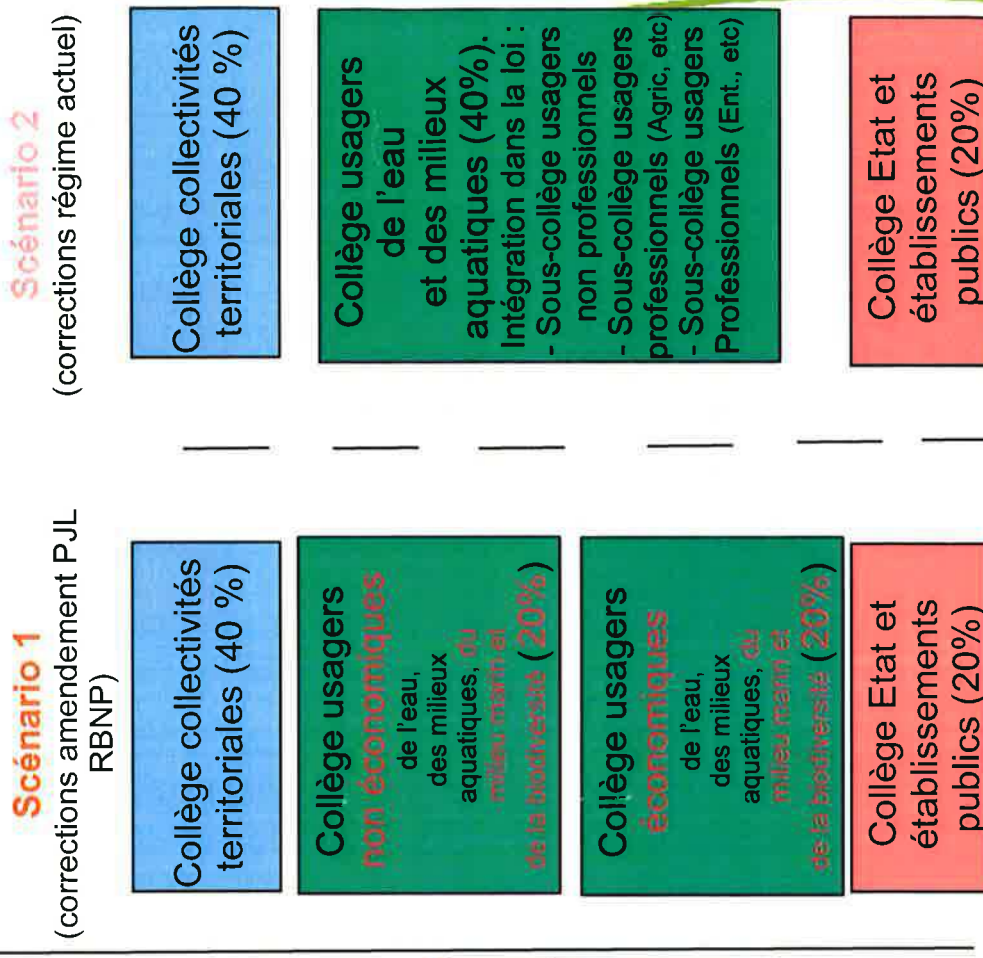 Scénario 1
(corrections amendement PJL
RBNP)
Collège collectivités
territoriales (40 %)
Collège usagers
non économiques
de l'eau,
des milieux
aquatiques, du
milieu marin et
de la biodiversité ( 20%)
Collège usagers
économiques
de l'eau,
des milieux
aquatiques, du
milieu marin et
de la biodiversité (20%)
Collège Etat et
établissements
publics (20%)
Scénario 2
(corrections régime actuel)
Collège collectivités
territoriales (40 %)
Collège usagers
de l'eau
et des milieux
aquatiques (40%).
Intégration dans la loi :
- Sous-collège usagers
non professionnels
- Sous-collège usagers
professionnels (Agric, etc)
- Sous-collège usagers
Professionnels (Ent., etc)
Collège Etat et
établissements
publics (20%)